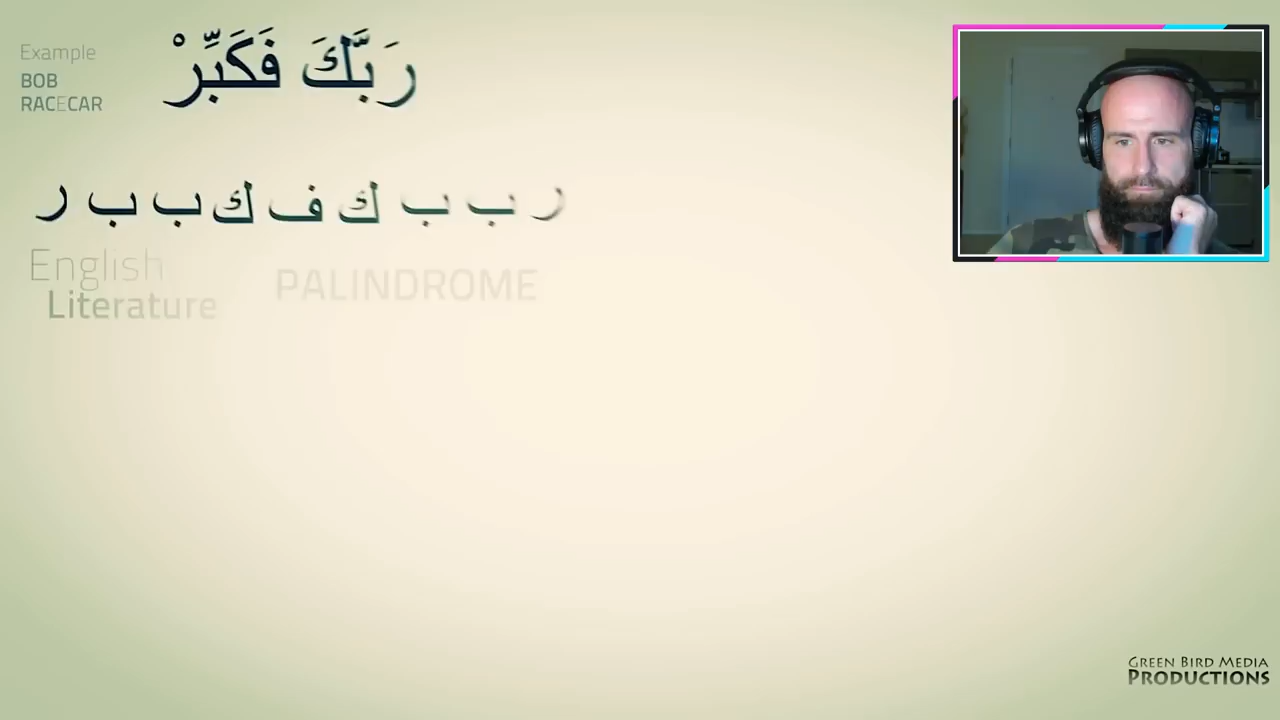 Example
BOB
RACECAR
رَبَّكَ فَكَبِّرْ
ر ب ب ك ف ك ب ب ر
English
Literature
PALINDROME
GREEN BIRD MEDIA
PRODUCTIONS